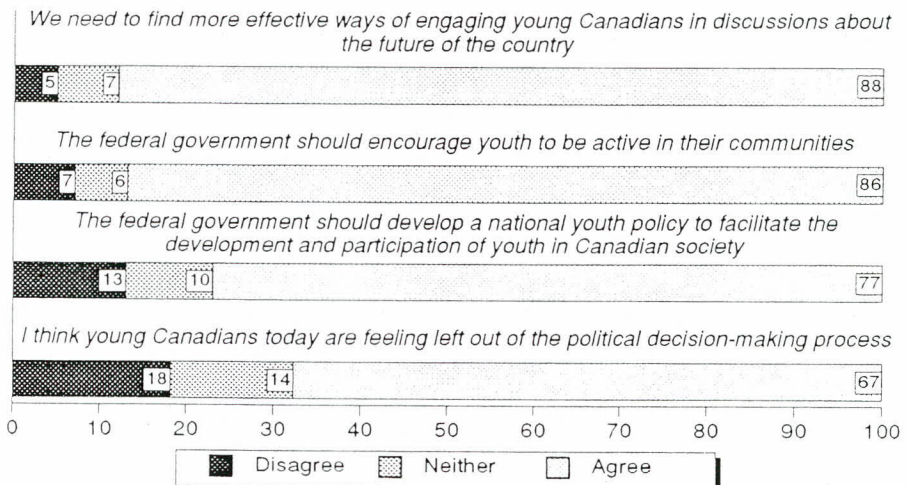 We need to find more effective ways of engaging young Canadians in discussions about
the future of the country
5 7 88
The federal government should encourage youth to be active in their communities
7 6 86
The federal government should develop a national youth policy to facilitate the
development and participation of youth in Canadian society
13 10 77
I think young Canadians today are feeling left out of the political decision-making process
18 14 67
0 10 20 30 40 50 60 70 80 90 100
Disagree Neither Agree